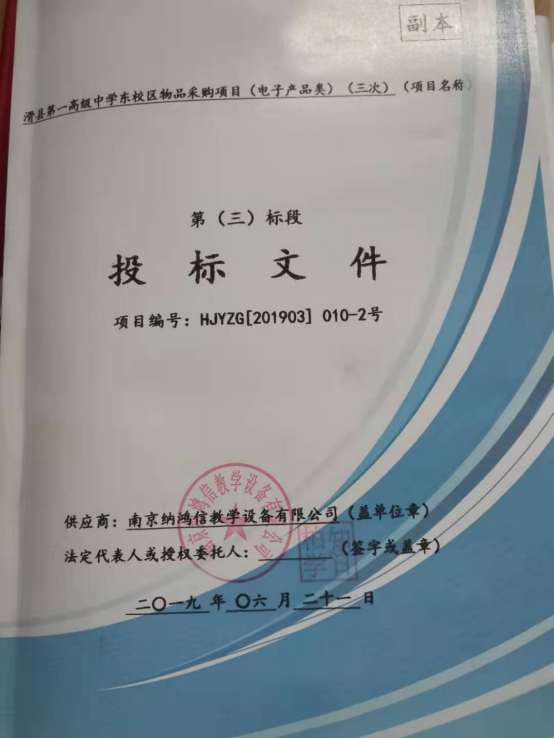 副本
滑县第一高级中学东校区物品采购项目（电子产品类）（三次）（项目名称）
第（三）标段
投标文件
项目编号：HJYZG[201903] 010-2号
供应商：南京纳鸿信教学设备有限公司（盖单位章）
法定代表人或授权委托人：（签字或盖章）
二〇一九 年 〇六 月 二十一 日